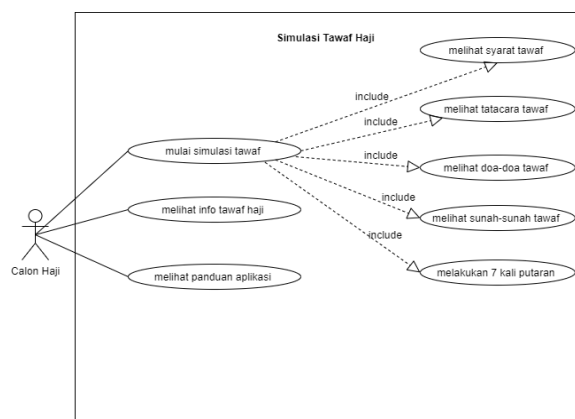 Simulasi Tawaf Haji
melihat syarat tawaf
include
melihat tatacara tawaf
include
mulai simulasi tawaf
include
melihat doa-doa tawaf
include
melihat info tawaf haji
melihat sunah-sunah tawaf
include
Calon Haji
melihat panduan aplikasi
melakukan 7 kali putaran